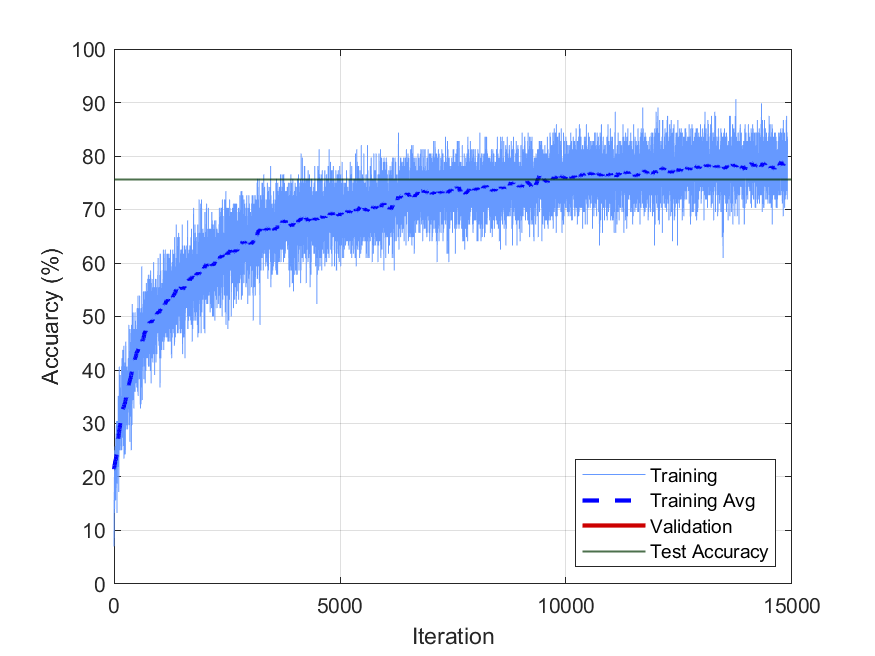 100
90
80
70
60
50
40
30
20
10
0
Accuarcy (%)
0 5000 10000 15000
Iteration
Training
Training Avg
Validation
Test Accuracy